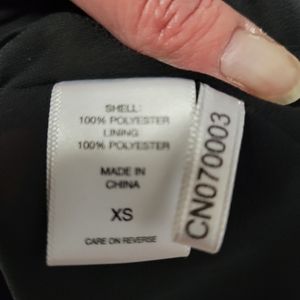 SHELL:
100% POLYESTER
LINING
100% POLYESTER
MADE IN
CHINA
XS
CARE ON REVERSE
CN070003